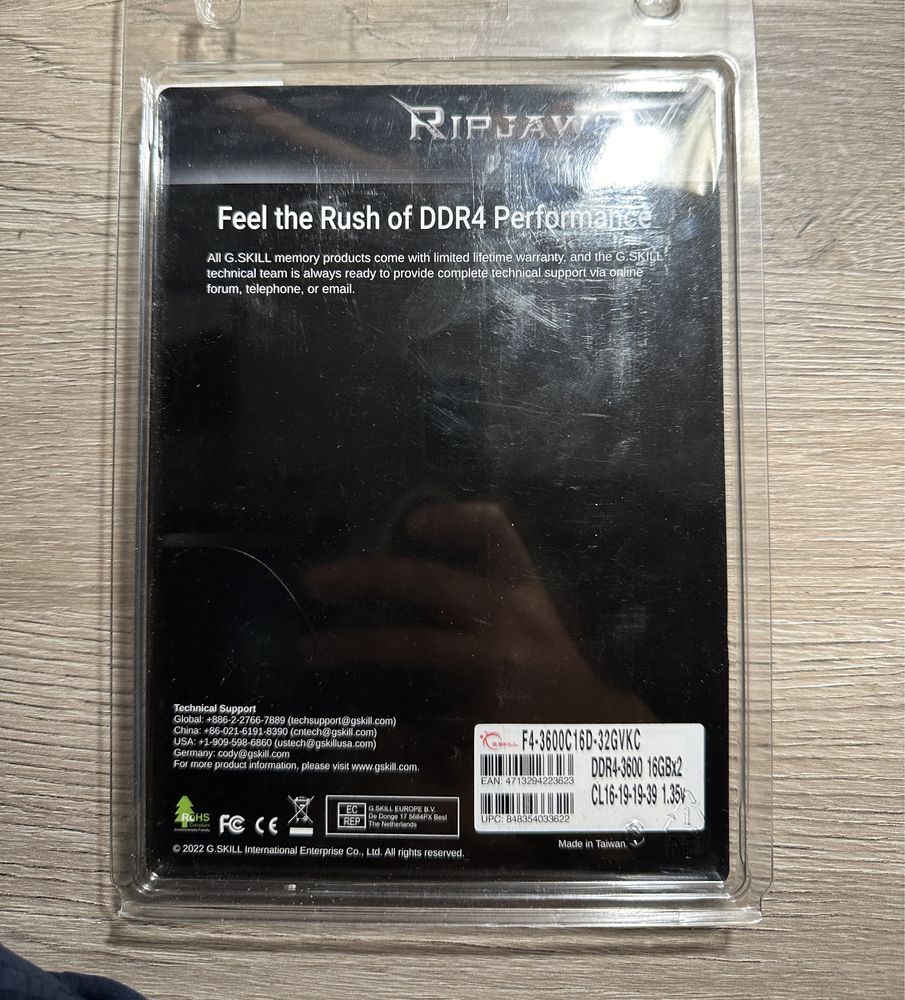 RIPJAWS
Feel the Rush of DDR4 Performance
All G.SKILL memory products come with limited lifetime warranty, and the G.SKILL
technical team is always ready to provide complete technical support via online
forum, telephone, or email.
Technical Support
Global: +886-2-2766-7889 (techsupport@gskill.com)
China: +86-021-6191-8390 (cntech@gskill.com)
USA: +1-909-598-6860 (ustech@gskillusa.com)
Germany: cody@gskill.com
For more product information, please visit www.gskill.com.
G.SKILL F4-3600C16D-32GVKC
DDR4-3600 16GBx2
EAN: 4713294223623
CL16-19-19-39 1.35v
UPC: 848354033622
RoHS
Compliant
Environmentally Friendly
FC CE
EC REP
G.SKILL EUROPE B.V.
De Donge 17 5684PX Best
The Netherlands
Made in Taiwan.
1
© 2022 G.SKILL International Enterprise Co., Ltd. All rights reserved.